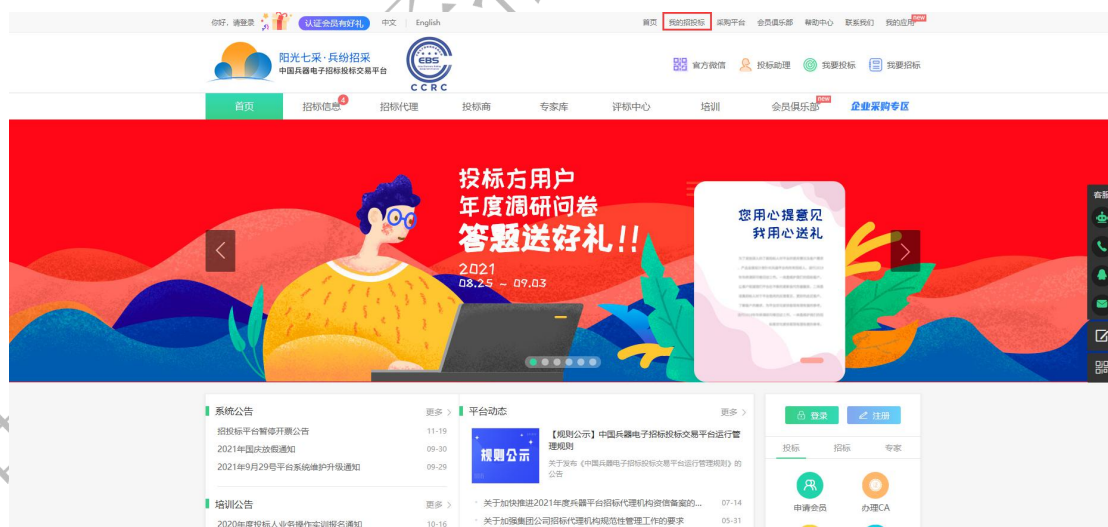 你好，请登录
认证会员有好礼
中文
English
首页
我的招投标
采购平台
会员俱乐部
帮助中心
联系我们
我的应用
new
阳光七采·兵纷招采
中国兵器电子招标投标交易平台
EBS
CCRC
官方微信
投标助理
我要投标
我要招标
首页
招标信息
4
招标代理
投标商
专家库
评标中心
培训
会员俱乐部
new
企业采购专区
投标方用户
年度调研问卷
答题送好礼!!
2021
08.25 ~ 09.03
您用心提意见
我用心送礼
客服
系统公告
更多 >
招投标平台暂停开票公告
11-19
2021年国庆放假通知
09-30
2021年9月29号平台系统维护升级通知
09-29
培训公告
更多 >
2020年度投标人业务操作实训报名通知
10-16
平台动态
更多 >
规则公示
【规则公示】中国兵器电子招标投标交易平台运行管
理规则
关于发布《中国兵器电子招标投标交易平台运行管理规则》的
公告
关于加快推进2021年度兵器平台招标代理机构资信备案的...
07-14
关于加强集团公司招标代理机构规范性管理工作的要求
05-31
登录
注册
投标
招标
专家
申请会员
办理CA